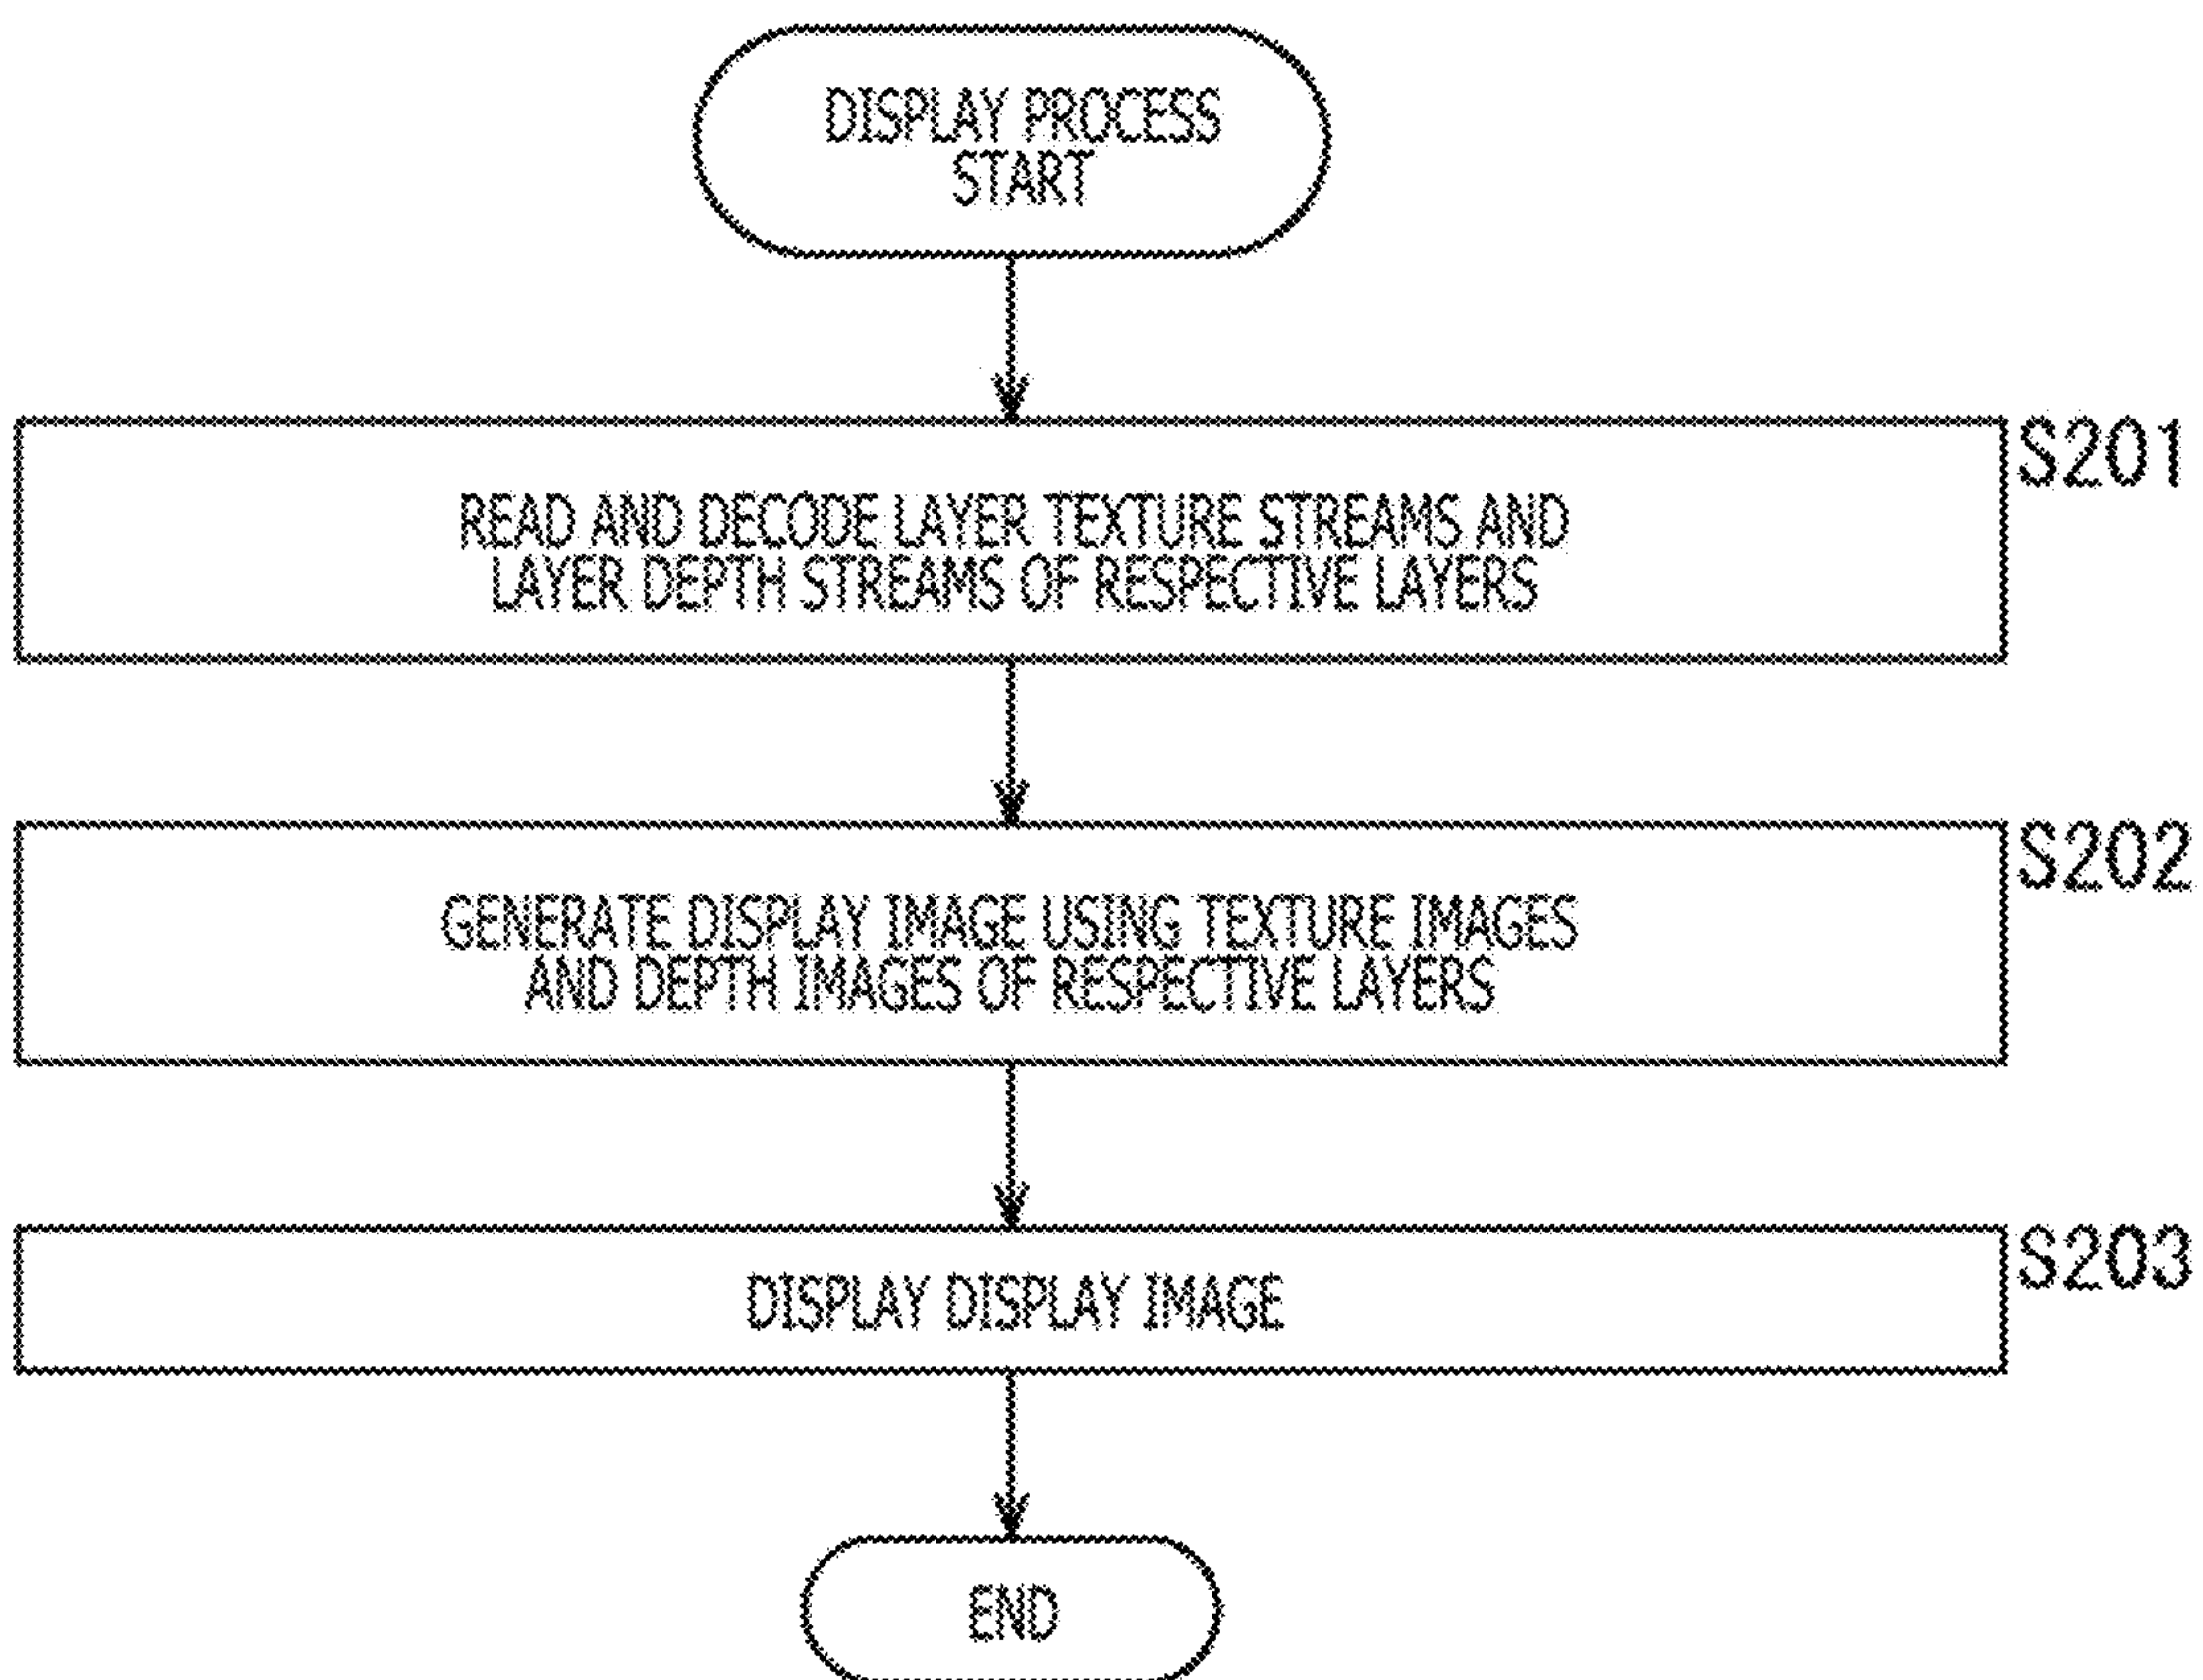 DISPLAY PROCESS
START
S201
READ AND DECODE LAYER TEXTURE STREAMS AND
LAYER DEPTH STREAMS OF RESPECTIVE LAYERS
S202
GENERATE DISPLAY IMAGE USING TEXTURE IMAGES
AND DEPTH IMAGES OF RESPECTIVE LAYERS
S203
DISPLAY DISPLAY IMAGE
END